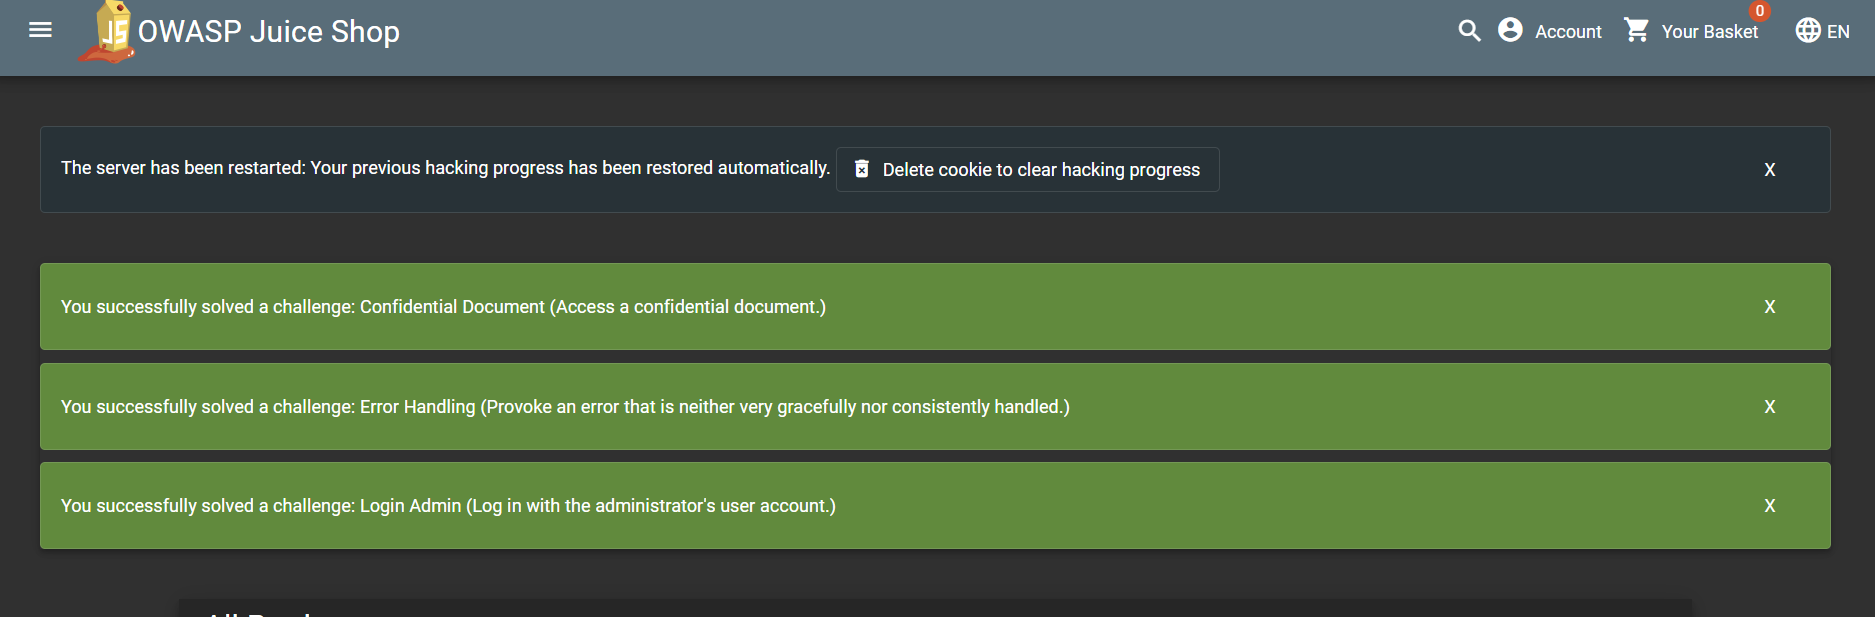 JS
OWASP Juice Shop
Account
0
Your Basket
EN
The server has been restarted: Your previous hacking progress has been restored automatically.
Delete cookie to clear hacking progress
X
You successfully solved a challenge: Confidential Document (Access a confidential document.)
X
You successfully solved a challenge: Error Handling (Provoke an error that is neither very gracefully nor consistently handled.)
X
You successfully solved a challenge: Login Admin (Log in with the administrator's user account.)
X